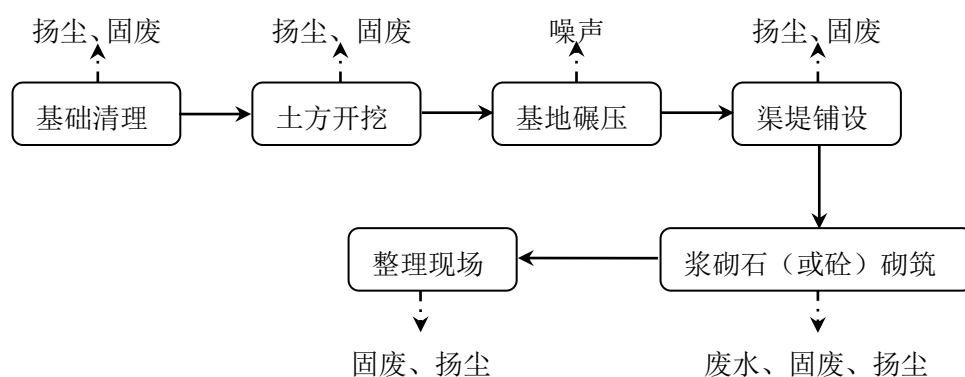 扬尘、固废
扬尘、固废
噪声
扬尘、固废
基础清理
土方开挖
基地碾压
渠堤铺设
整理现场
浆砌石（或砼）砌筑
固废、扬尘
废水、固废、扬尘